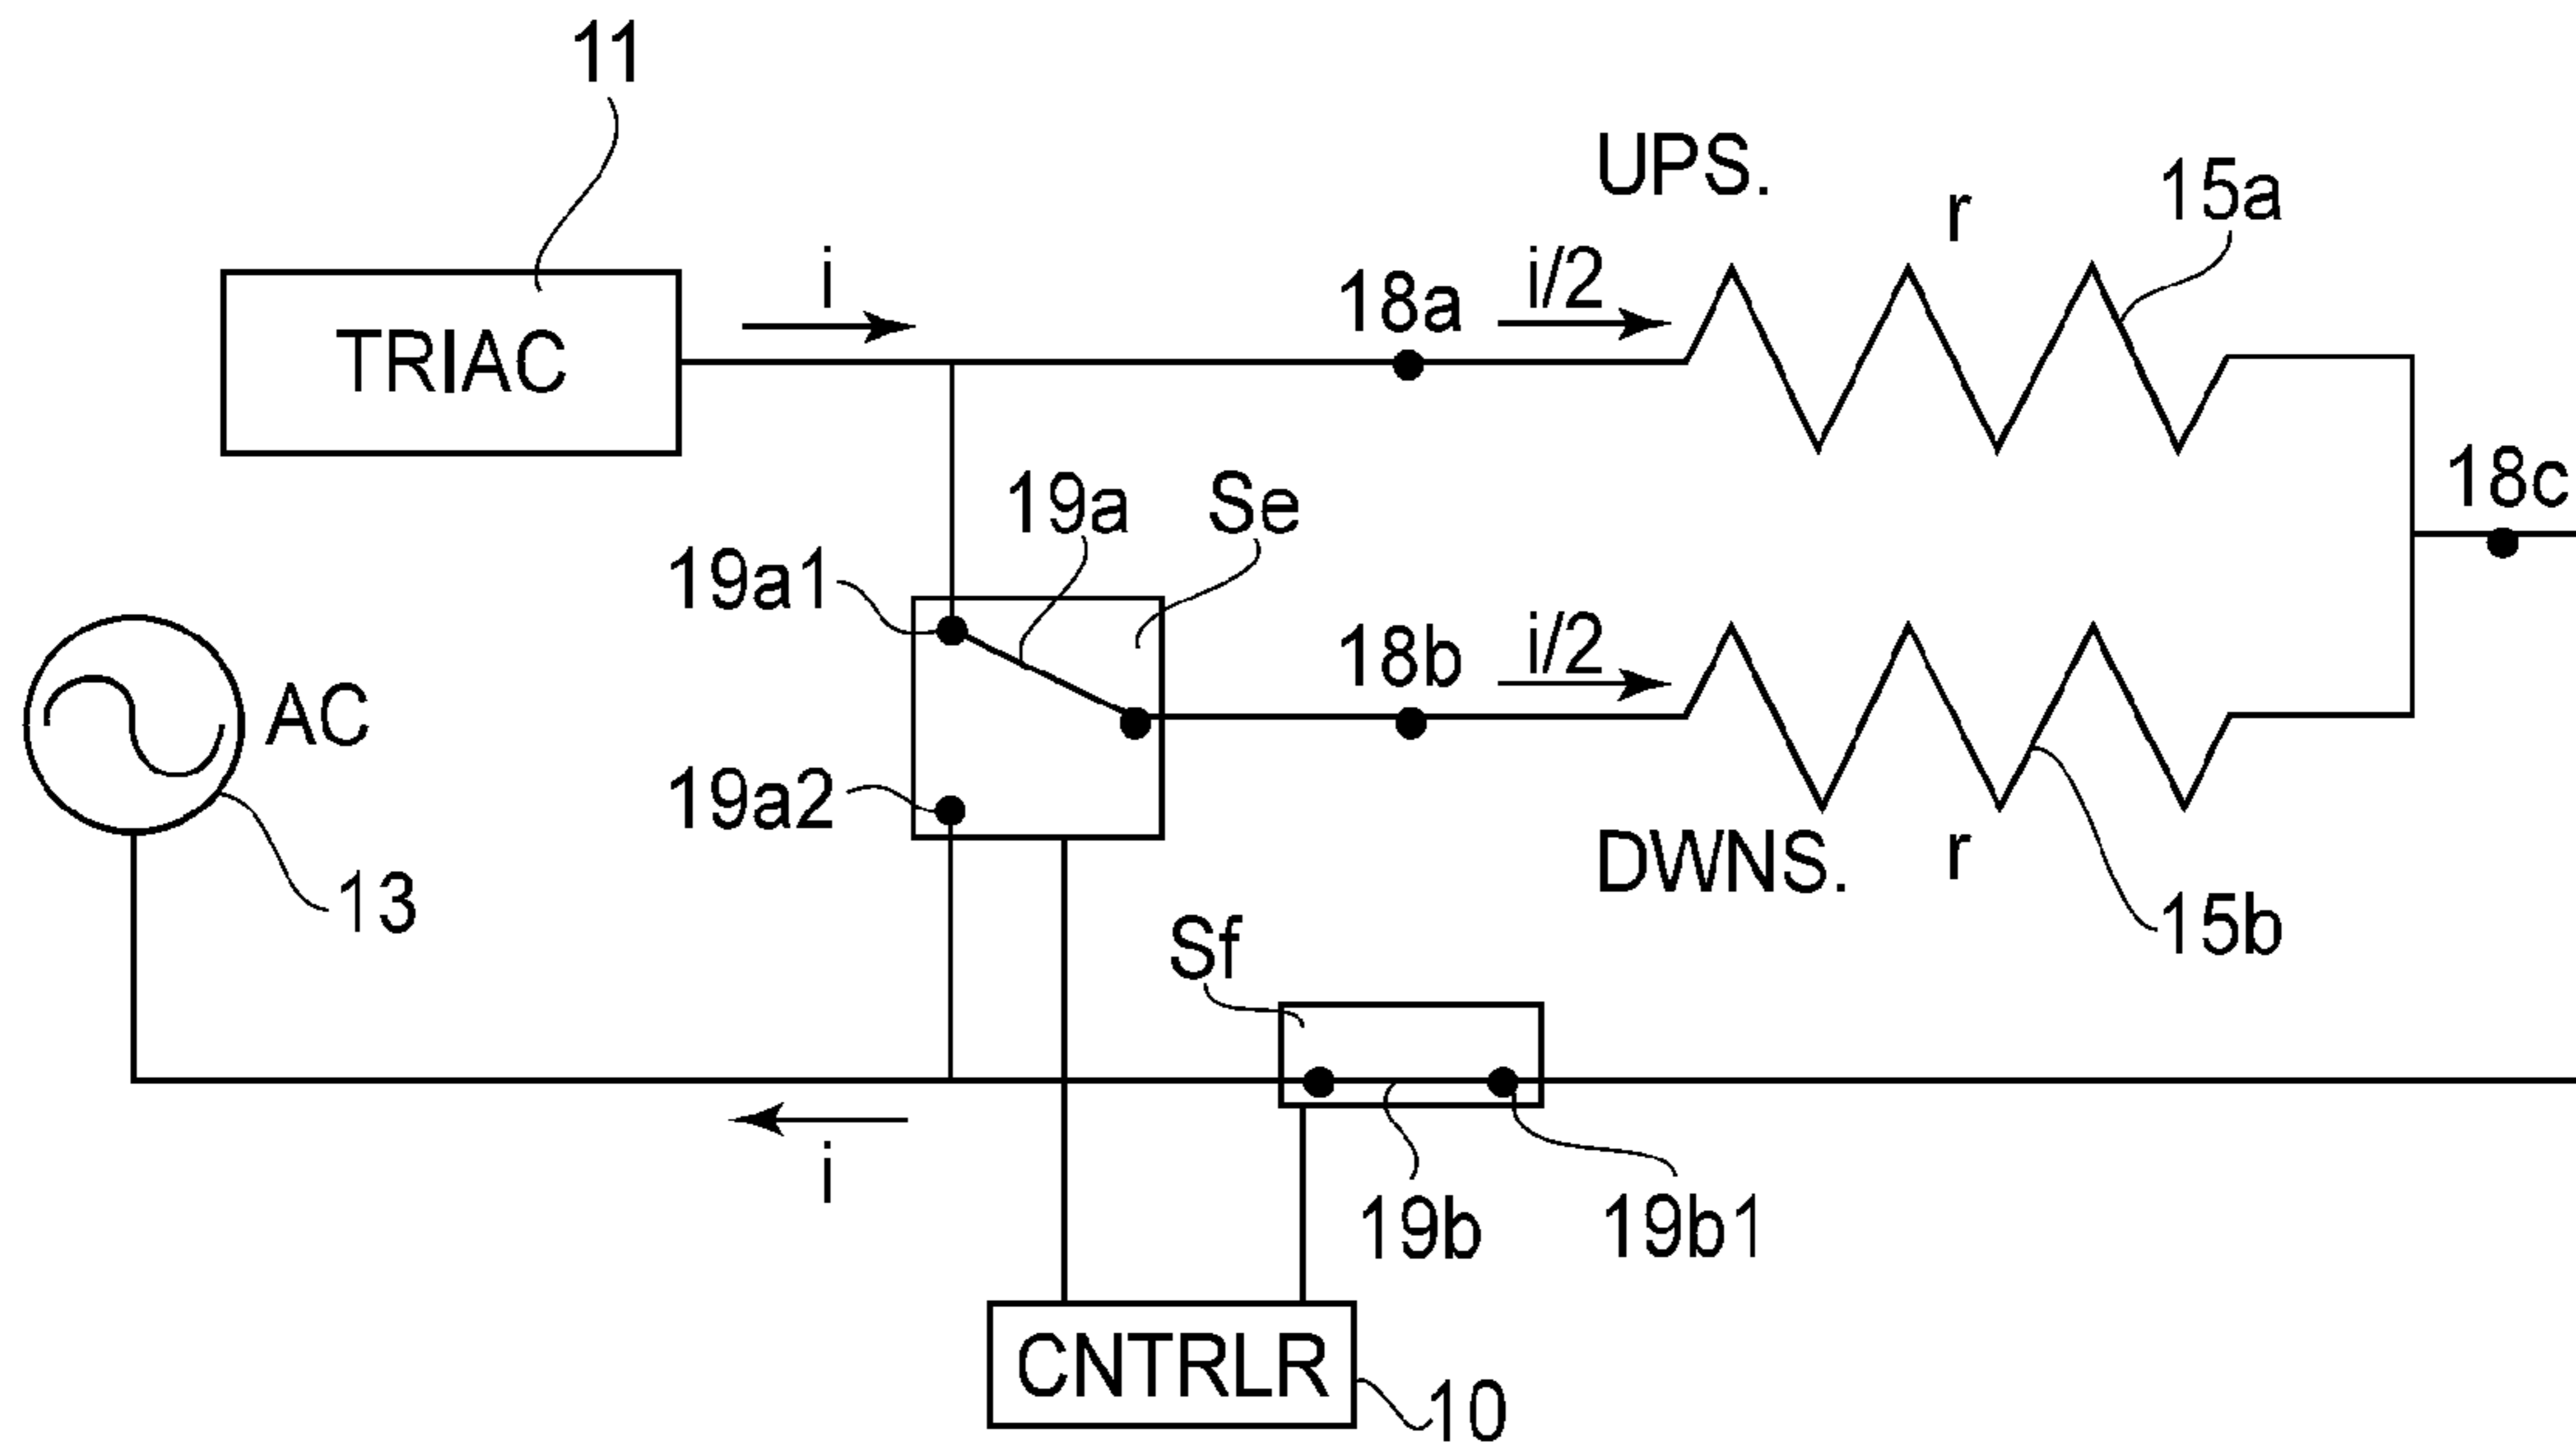 11
UPS.
r
15a
i
18a
i/2
TRIAC
18c
19a
Se
19a1
18b
i/2
AC
19a2
13
DWNS.
r
15b
Sf
i
19b
19b1
CNTRLR
10